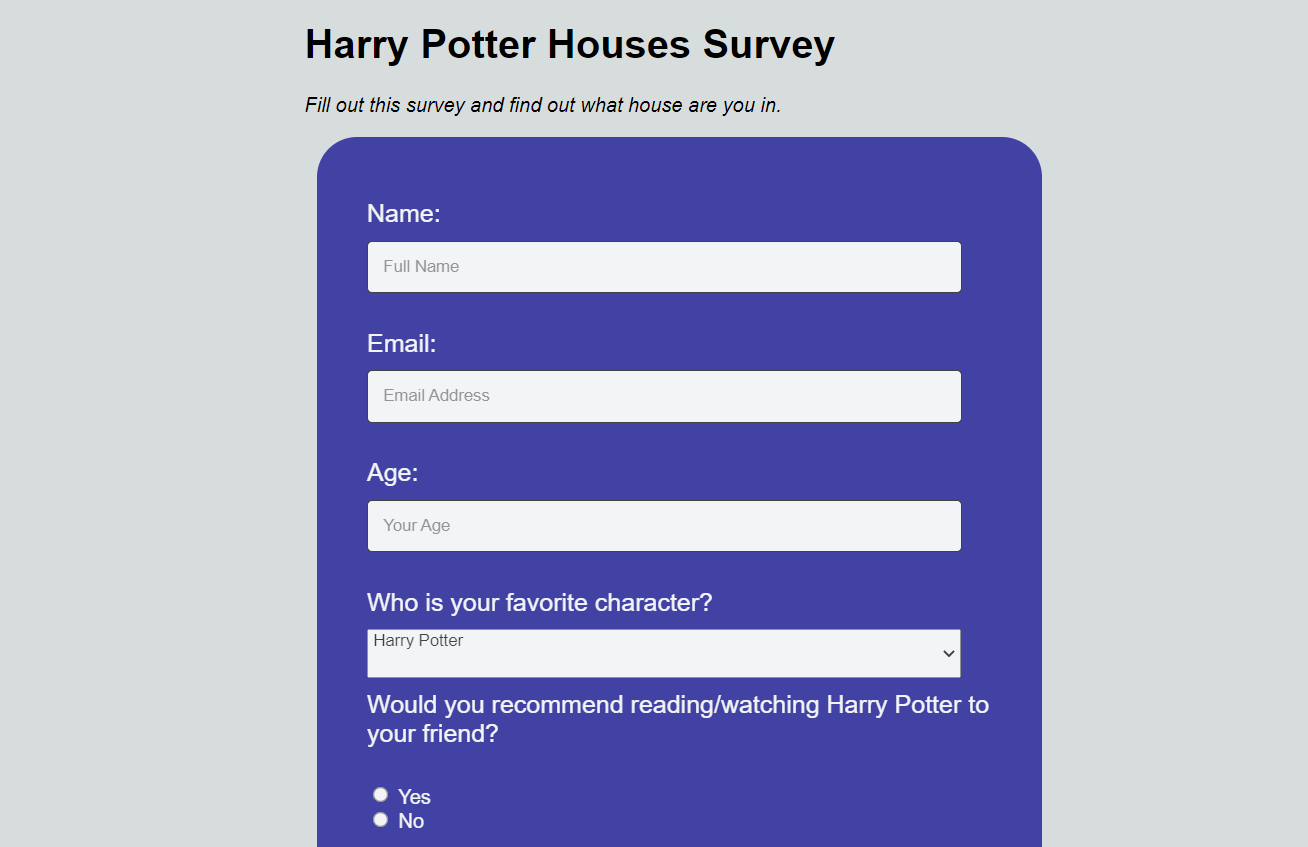 Harry Potter Houses Survey
Fill out this survey and find out what house are you in.
Name:
Full Name
Email:
Email Address
Age:
Your Age
Who is your favorite character?
Harry Potter
Would you recommend reading/watching Harry Potter to
your friend?
Yes
No